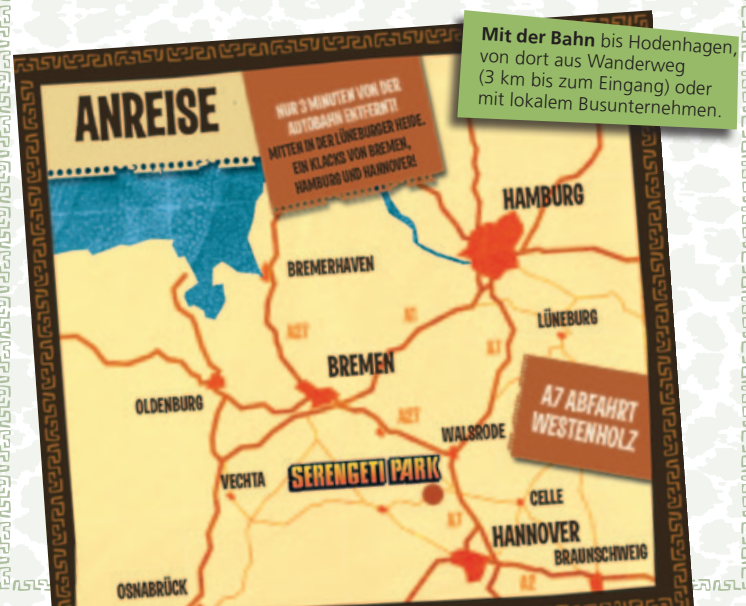 Mit der Bahn bis Hodenhagen,
von dort aus Wanderweg
(3 km bis zum Eingang) oder
mit lokalem Busunternehmen.
ANREISE
NUR 3 MINUTEN VON DER
AUTOBAHN ENTFERNT!
MITTEN IN DER LÜNEBURGER HEIDE.
EIN KLACKS VON BREMEN,
HAMBURG UND HANNOVER!
HAMBURG
BREMERHAVEN
A27
A1
LÜNEBURG
A7
BREMEN
A7 ABFAHRT
WESTENHOLZ
OLDENBURG
A27
WALSRODE
VECHTA
SERENGETI PARK
CELLE
A7
HANNOVER
BRAUNSCHWEIG
A2
OSNABRÜCK